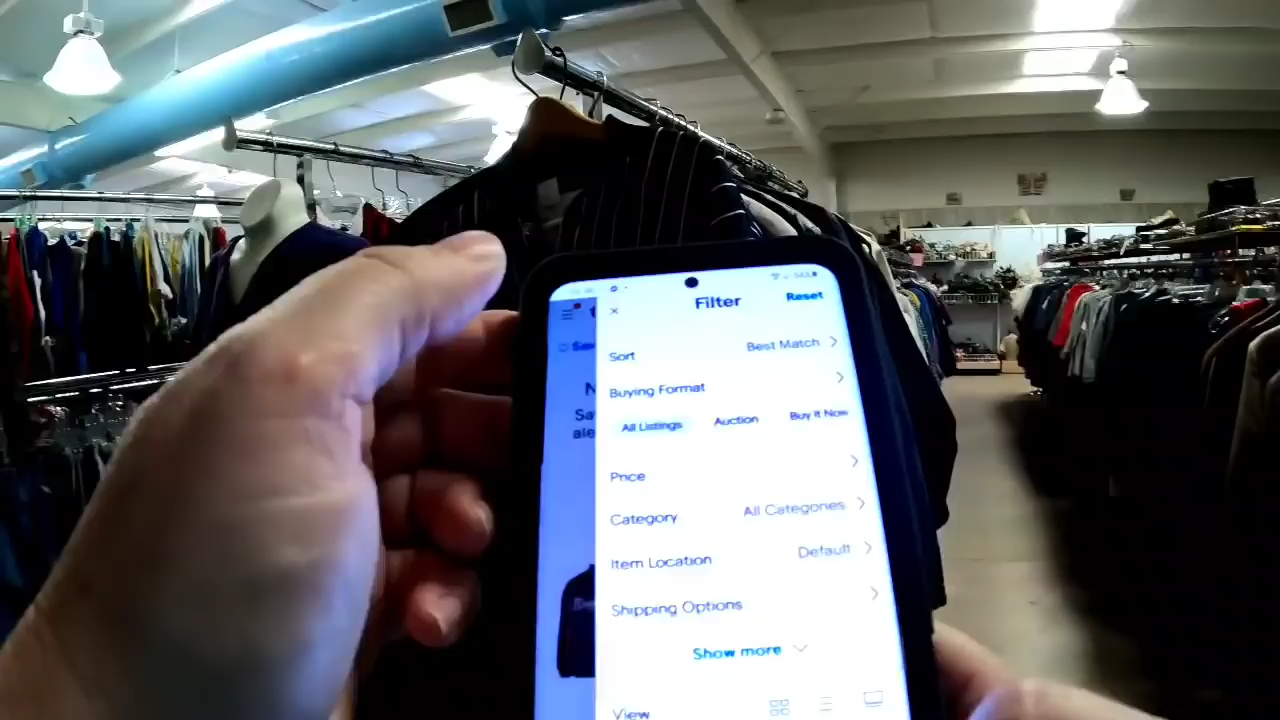 Filter
Reset
Sort
Best Match
Buying Format
All Listings
Auction
Buy It Now
Price
Category
All Categories
Item Location
Default
Shipping Options
Show more
View